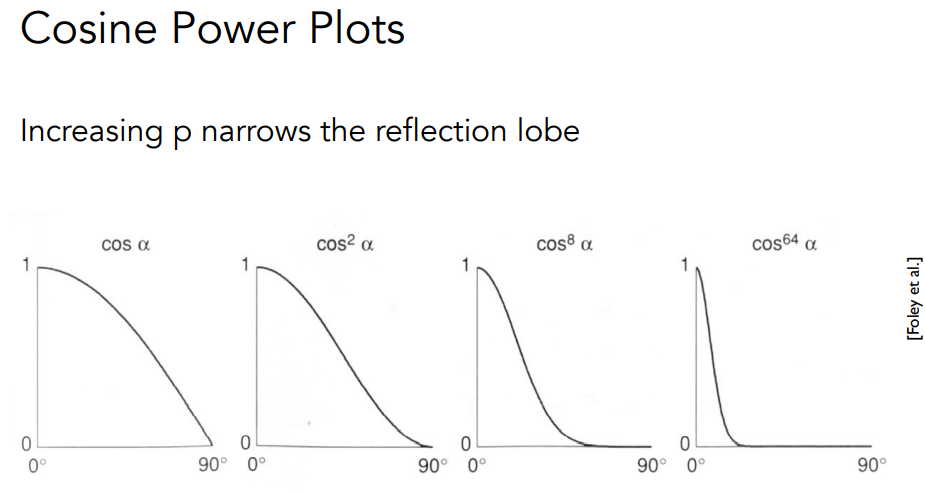 Cosine Power Plots
Increasing p narrows the reflection lobe
cos α
1
0
0°
90°
cos² α
1
0
0°
90°
cos⁸ α
1
0
0°
90°
cos⁶⁴ α
1
0
0°
90°
[Foley et al.]